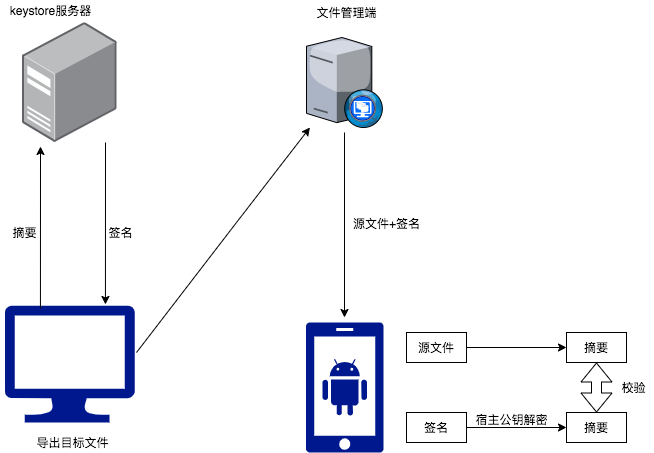 keystore服务器
文件管理端
摘要
签名
源文件+签名
导出目标文件
源文件
摘要
校验
签名
宿主公钥解密
摘要